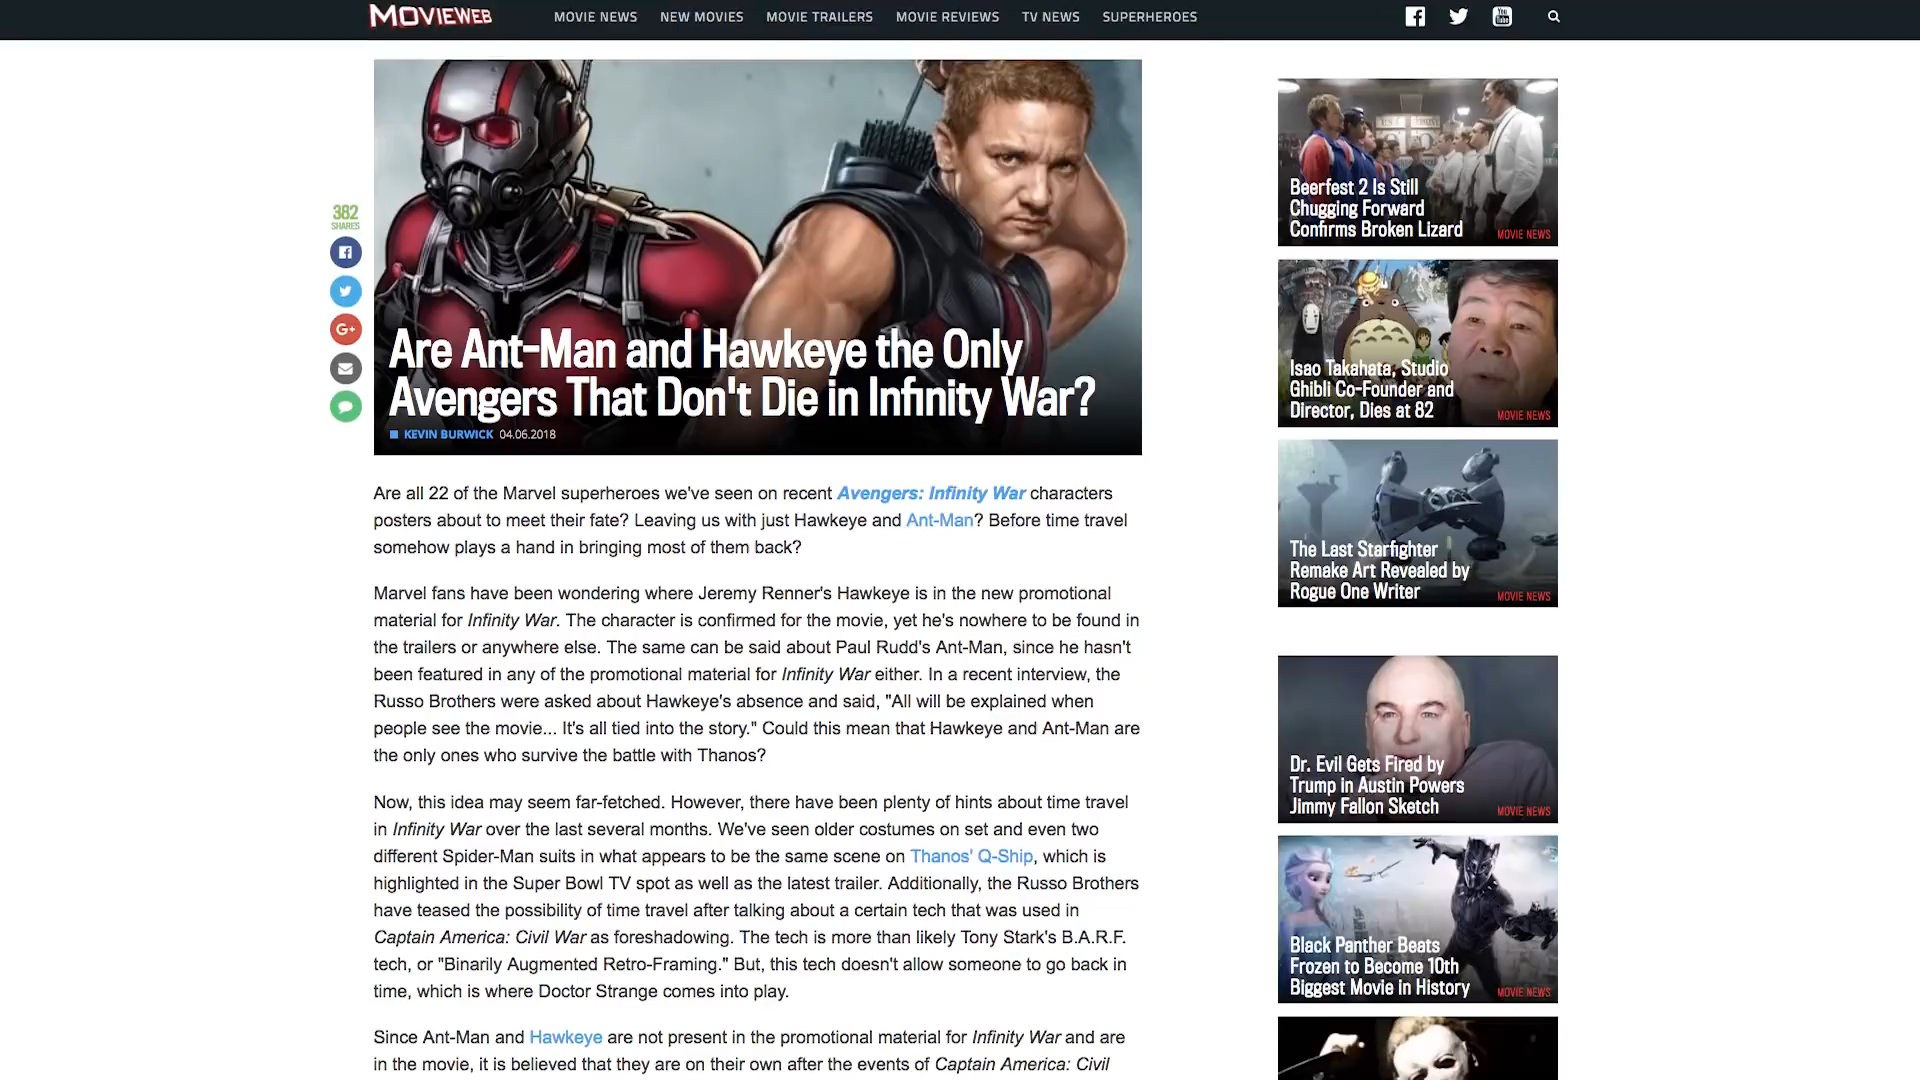 MOVIEWEB
MOVIE NEWS NEW MOVIES MOVIE TRAILERS MOVIE REVIEWS TV NEWS SUPERHEROES
You Tube
382
SHARES
G+
Are Ant-Man and Hawkeye the Only
Avengers That Don't Die in Infinity War?
KEVIN BURWICK 04.06.2018
Are all 22 of the Marvel superheroes we've seen on recent Avengers: Infinity War characters
posters about to meet their fate? Leaving us with just Hawkeye and Ant-Man? Before time travel
somehow plays a hand in bringing most of them back?
Marvel fans have been wondering where Jeremy Renner's Hawkeye is in the new promotional
material for Infinity War. The character is confirmed for the movie, yet he's nowhere to be found in
the trailers or anywhere else. The same can be said about Paul Rudd's Ant-Man, since he hasn't
been featured in any of the promotional material for Infinity War either. In a recent interview, the
Russo Brothers were asked about Hawkeye's absence and said, "All will be explained when
people see the movie... It's all tied into the story." Could this mean that Hawkeye and Ant-Man are
the only ones who survive the battle with Thanos?
Now, this idea may seem far-fetched. However, there have been plenty of hints about time travel
in Infinity War over the last several months. We've seen older costumes on set and even two
different Spider-Man suits in what appears to be the same scene on Thanos' Q-Ship, which is
highlighted in the Super Bowl TV spot as well as the latest trailer. Additionally, the Russo Brothers
have teased the possibility of time travel after talking about a certain tech that was used in
Captain America: Civil War as foreshadowing. The tech is more than likely Tony Stark's B.A.R.F.
tech, or "Binarily Augmented Retro-Framing." But, this tech doesn't allow someone to go back in
time, which is where Doctor Strange comes into play.
Since Ant-Man and Hawkeye are not present in the promotional material for Infinity War and are
in the movie, it is believed that they are on their own after the events of Captain America: Civil
Beerfest 2 Is Still
Chugging Forward
Confirms Broken Lizard
MOVIE NEWS
Isao Takahata, Studio
Ghibli Co-Founder and
Director, Dies at 82
MOVIE NEWS
The Last Starfighter
Remake Art Revealed by
Rogue One Writer
MOVIE NEWS
Dr. Evil Gets Fired by
Trump in Austin Powers
Jimmy Fallon Sketch
MOVIE NEWS
Black Panther Beats
Frozen to Become 10th
Biggest Movie in History
MOVIE NEWS